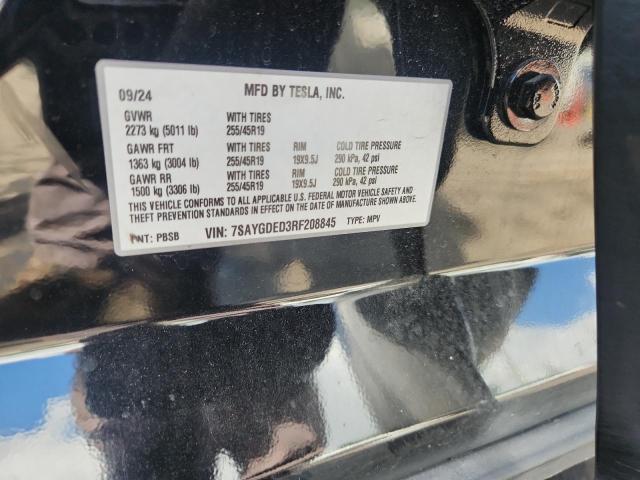 09/24 MFD BY TESLA, INC.
GVWR WITH TIRES
2273 kg (5011 lb) 255/45R19
GAWR FRT WITH TIRES RIM COLD TIRE PRESSURE
1363 kg (3004 lb) 255/45R19 19X9.5J 290 kPa, 42 psi
GAWR RR WITH TIRES RIM COLD TIRE PRESSURE
1500 kg (3306 lb) 255/45R19 19X9.5J 290 kPa, 42 psi
THIS VEHICLE CONFORMS TO ALL APPLICABLE U.S. FEDERAL MOTOR VEHICLE SAFETY AND
THEFT PREVENTION STANDARDS IN EFFECT ON THE DATE OF MANUFACTURE SHOWN ABOVE.
PNT: PBSB VIN: 7SAYGDED3RF208845 TYPE: MPV